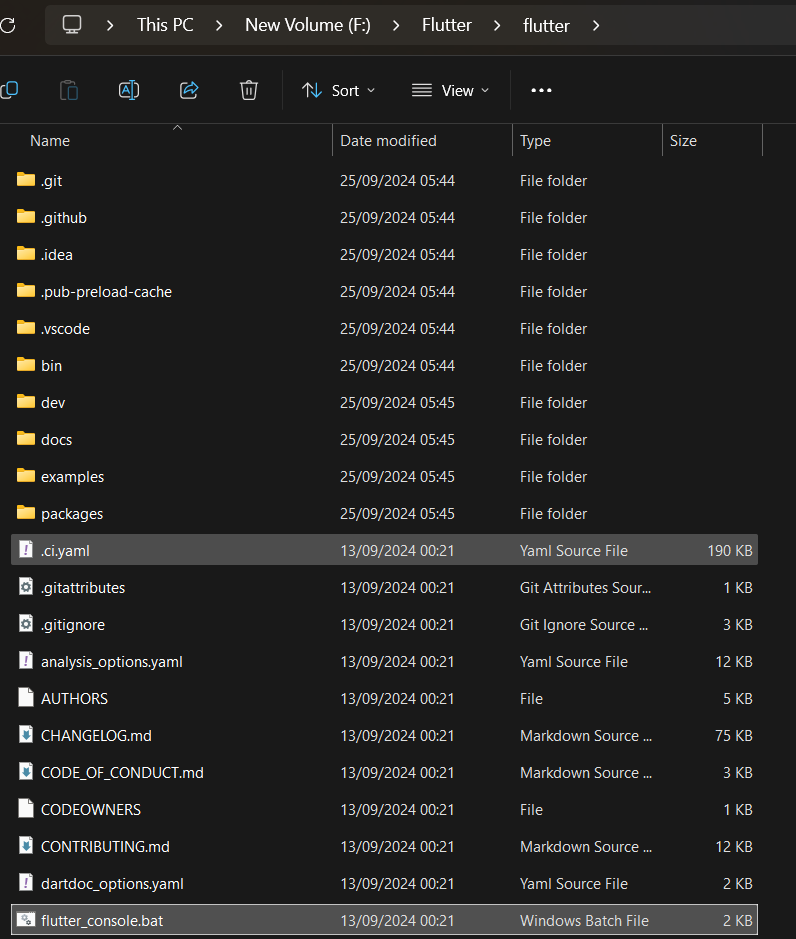 This PC > New Volume (F:) > Flutter > flutter >
Sort View
Name Date modified Type Size
.git 25/09/2024 05:44 File folder
.github 25/09/2024 05:44 File folder
.idea 25/09/2024 05:44 File folder
.pub-preload-cache 25/09/2024 05:44 File folder
.vscode 25/09/2024 05:44 File folder
bin 25/09/2024 05:44 File folder
dev 25/09/2024 05:45 File folder
docs 25/09/2024 05:45 File folder
examples 25/09/2024 05:45 File folder
packages 25/09/2024 05:45 File folder
.ci.yaml 13/09/2024 00:21 Yaml Source File 190 KB
.gitattributes 13/09/2024 00:21 Git Attributes Sour... 1 KB
.gitignore 13/09/2024 00:21 Git Ignore Source ... 3 KB
analysis_options.yaml 13/09/2024 00:21 Yaml Source File 12 KB
AUTHORS 13/09/2024 00:21 File 5 KB
CHANGELOG.md 13/09/2024 00:21 Markdown Source ... 75 KB
CODE_OF_CONDUCT.md 13/09/2024 00:21 Markdown Source ... 3 KB
CODEOWNERS 13/09/2024 00:21 File 1 KB
CONTRIBUTING.md 13/09/2024 00:21 Markdown Source ... 12 KB
dartdoc_options.yaml 13/09/2024 00:21 Yaml Source File 2 KB
flutter_console.bat 13/09/2024 00:21 Windows Batch File 2 KB